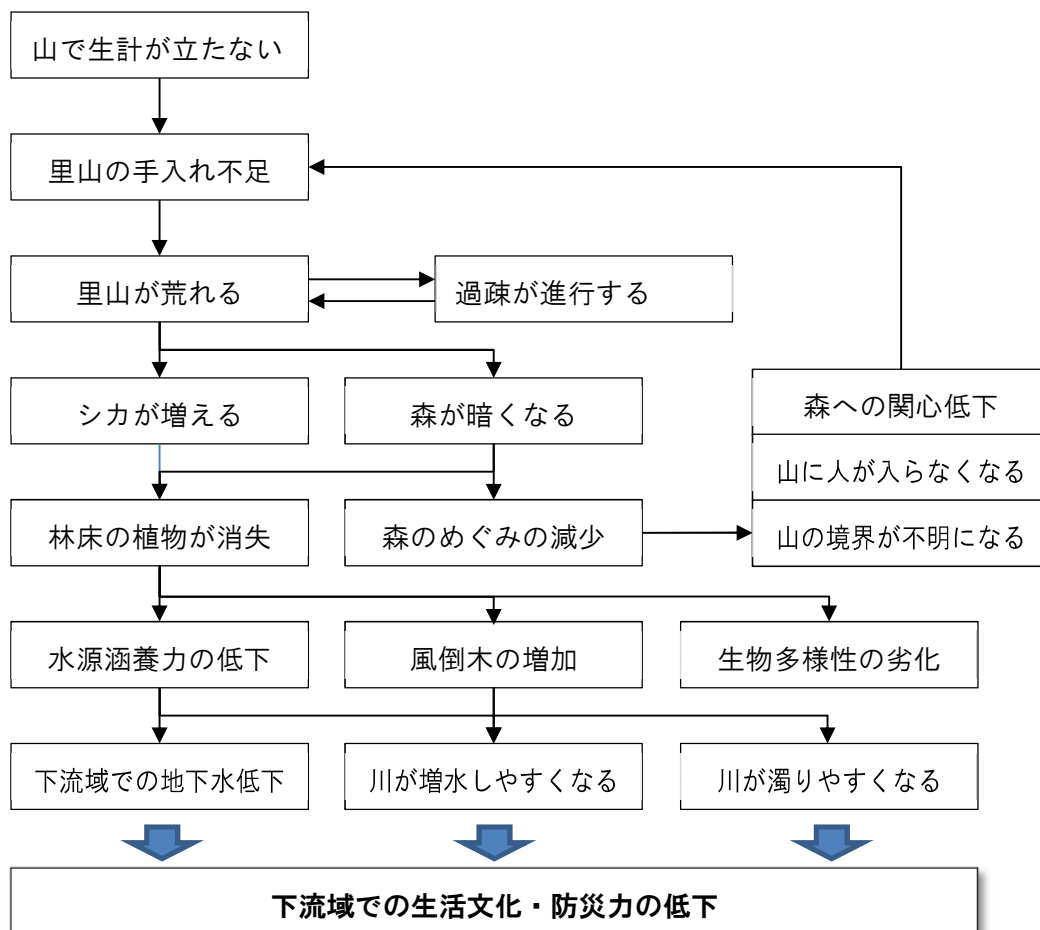 山で生計が立たない
里山の手入れ不足
里山が荒れる
過疎が進行する
シカが増える
森が暗くなる
森への関心低下
山に人が入らなくなる
山の境界が不明になる
林床の植物が消失
森のめぐみの減少
水源涵養力の低下
風倒木の増加
生物多様性の劣化
下流域での地下水低下
川が増水しやすくなる
川が濁りやすくなる
下流域での生活文化・防災力の低下